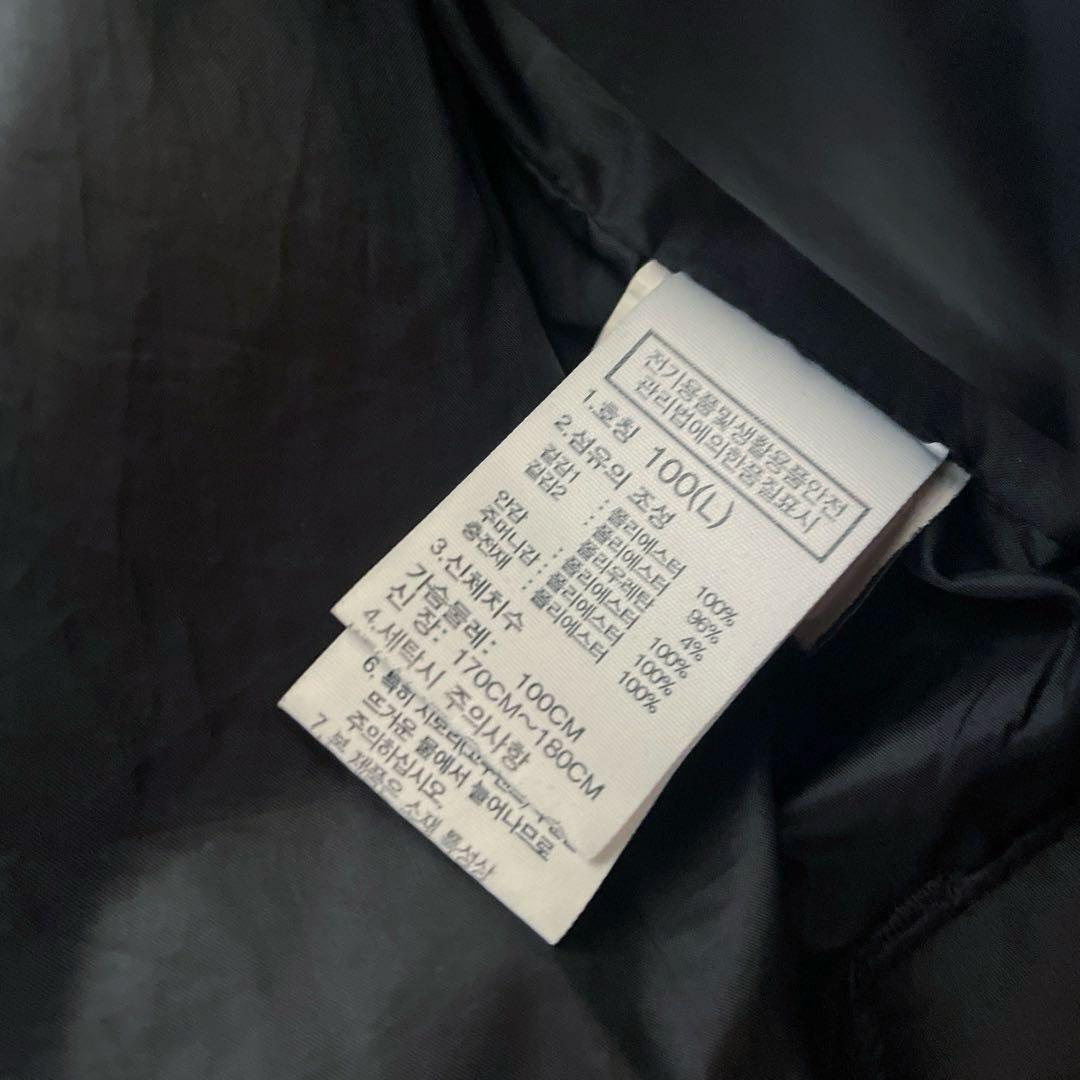 전기용품및생활용품안전
관리법에의한품질표시
1.호칭 100(L)
2.섬유의 조성
겉감1 : 폴리에스터 100%
겉감2 : 폴리에스터 96%
폴리우레탄 4%
안감 : 폴리에스터 100%
주머니감 : 폴리에스터 100%
충전재 : 폴리에스터 100%
3.신체치수
가슴둘레: 100CM
신 장: 170CM~180CM
4.세탁시 주의사항
6. 특히
뜨거운 물에서 늘어나므로
주의하십시오.
7. 본 제품은 소재 특성상